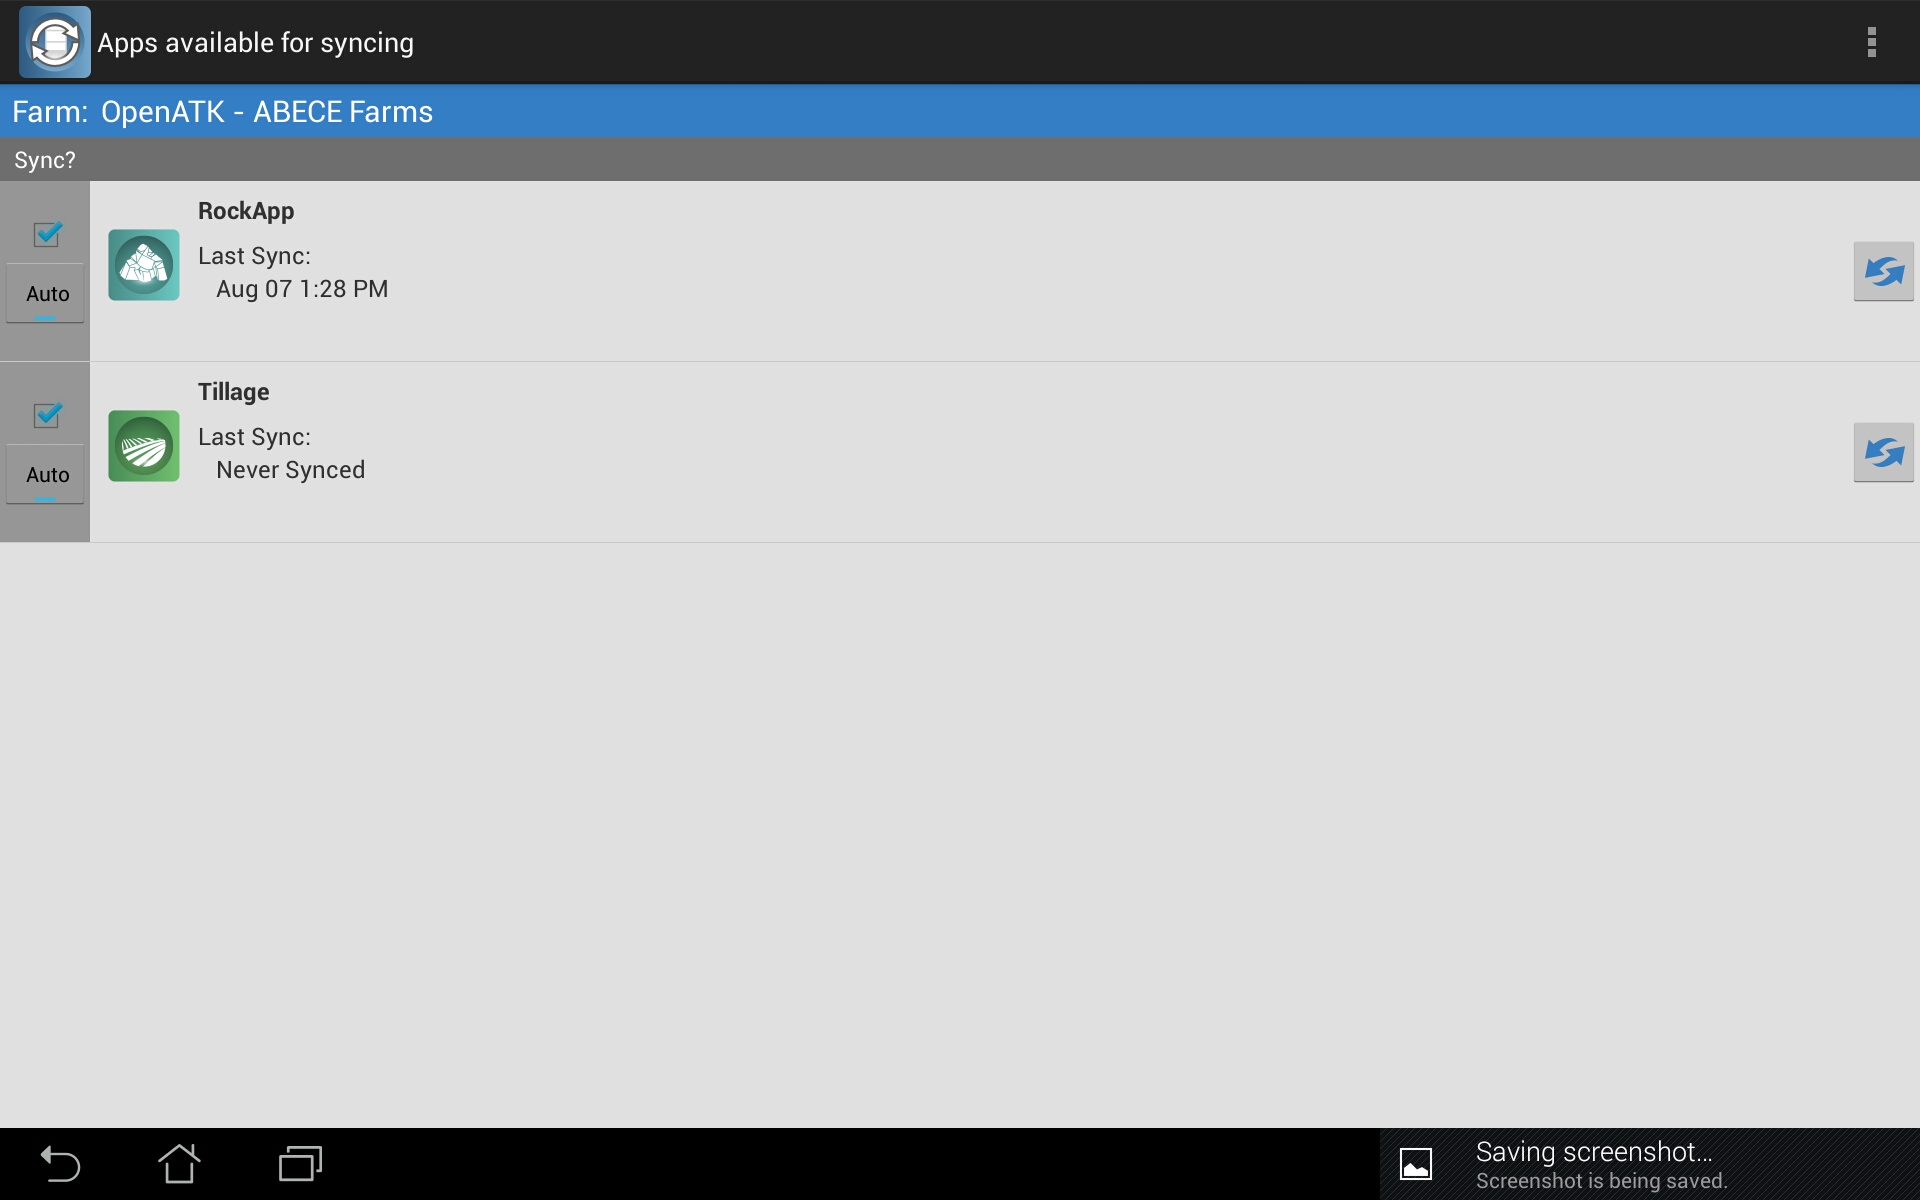 Apps available for syncing
Farm: OpenATK - ABECE Farms
Sync?
RockApp
Last Sync:
Aug 07 1:28 PM
Auto
Tillage
Last Sync:
Never Synced
Auto
Saving screenshot...
Screenshot is being saved.